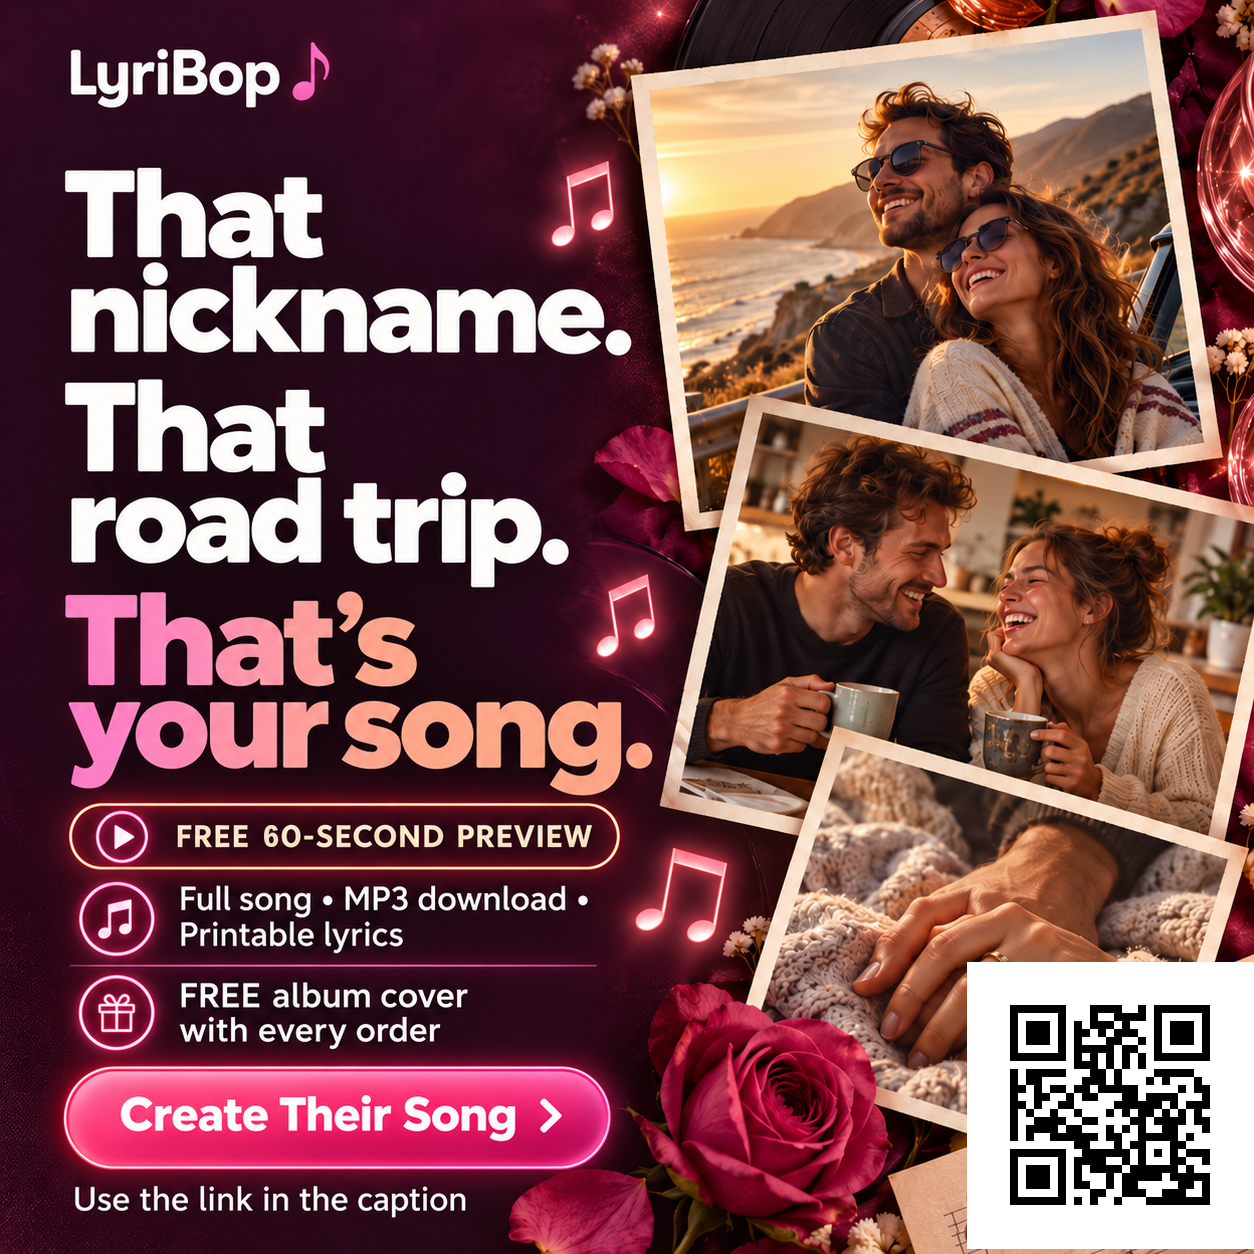 LyriBop
That
nickname.
That
road trip.
That's
your song.
FREE 60-SECOND PREVIEW
Full song • MP3 download •
Printable lyrics
FREE album cover
with every order
Create Their Song
Use the link in the caption